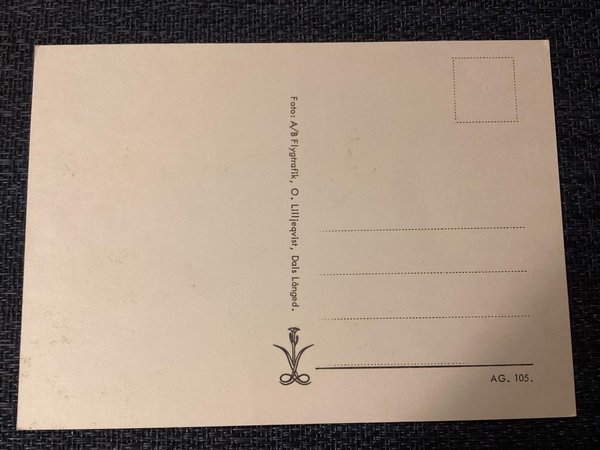 Foto: A/B Flygtrafik, O. Lilljeqvist, Dals Långed.
AG. 105.